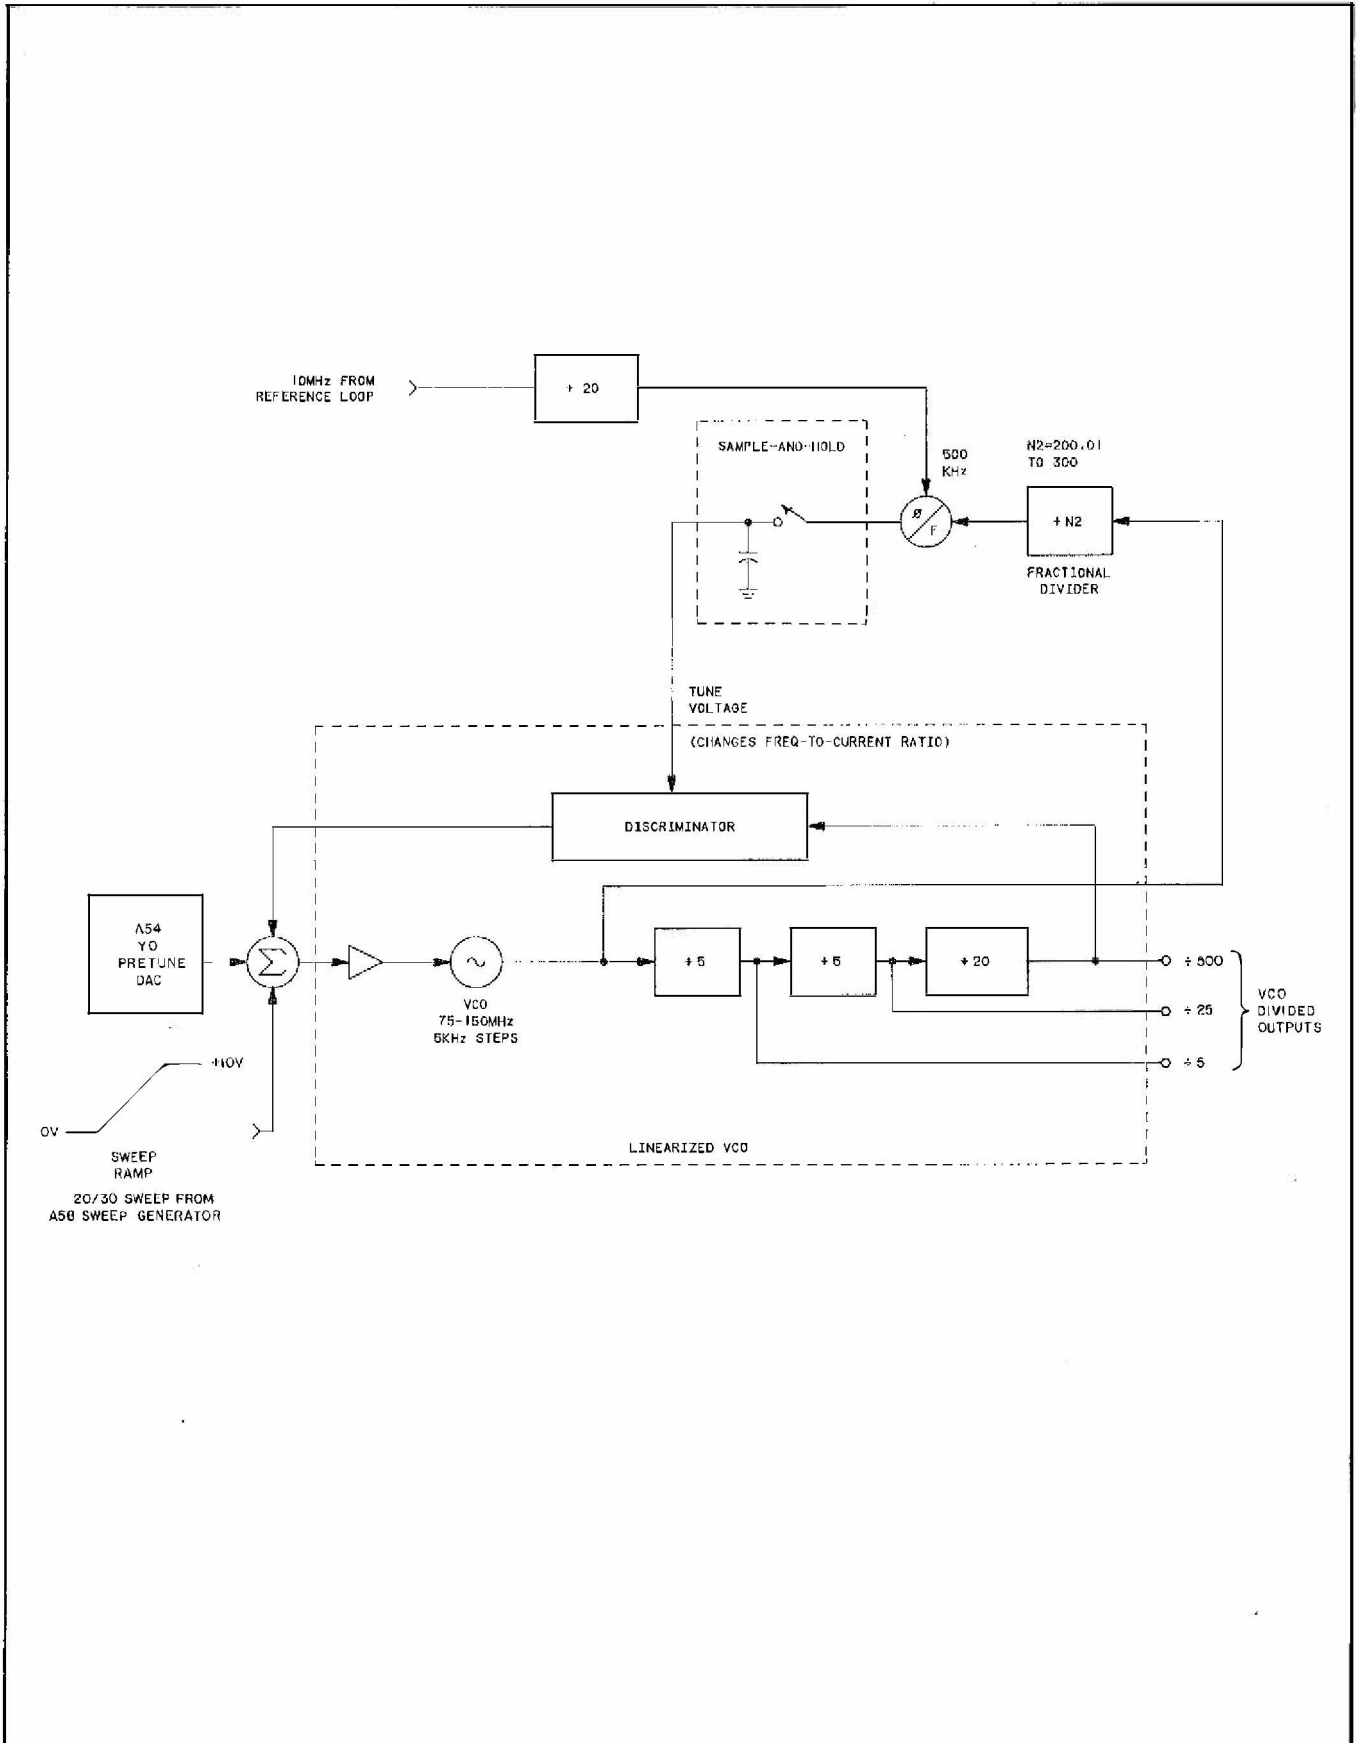 10MHz FROM
REFERENCE LOOP
÷ 20
SAMPLE-AND-HOLD
500
KHz
N2=200.01
TO 300
Ø
F
÷ N2
FRACTIONAL
DIVIDER
TUNE
VOLTAGE
(CHANGES FREQ-TO-CURRENT RATIO)
DISCRIMINATOR
A54
YO
PRETUNE
DAC
Σ
VCO
75-150MHz
5KHz STEPS
÷ 5
÷ 5
÷ 20
÷ 500
÷ 25
÷ 5
VCO
DIVIDED
OUTPUTS
+10V
0V
SWEEP
RAMP
20/30 SWEEP FROM
SWEEP GENERATOR
LINEARIZED VCO